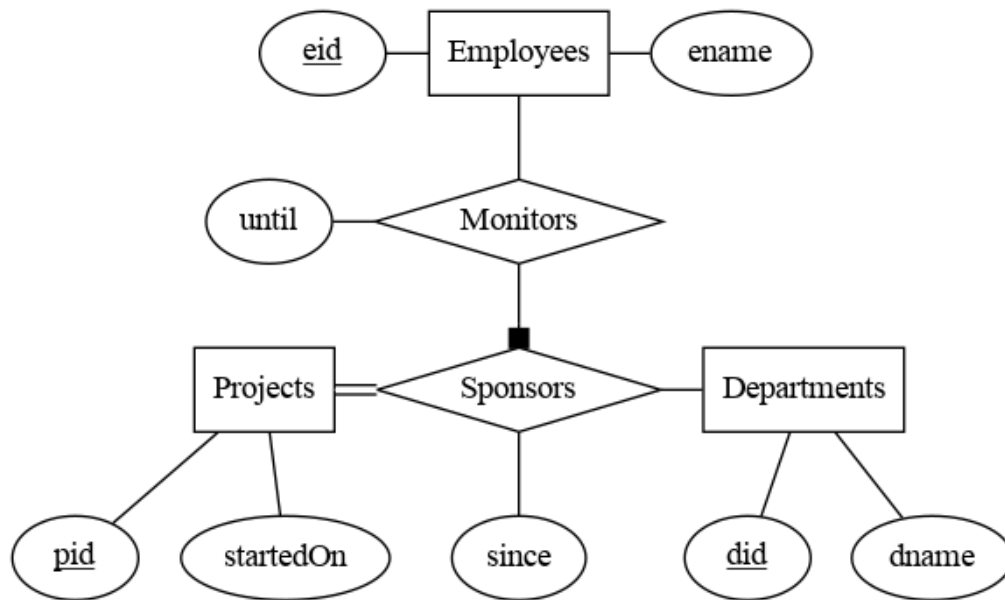 eid
Employees
ename
until
Monitors
Projects
Sponsors
Departments
pid
startedOn
since
did
dname